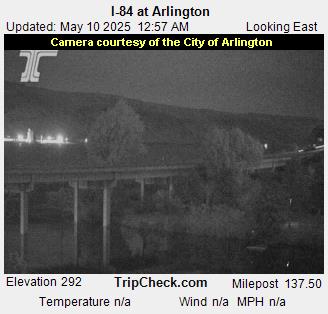 I-84 at Arlington
Updated: May 10 2025 12:57 AM Looking East
Camera courtesy of the City of Arlington
Elevation 292 TripCheck.com Milepost 137.50
Temperature n/a Wind n/a MPH n/a